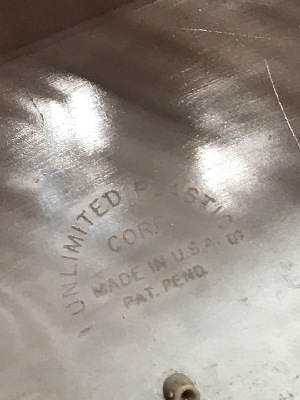 UNLIMITED PLASTICS
CORP.
MADE IN U.S.A.
PAT. PEND.